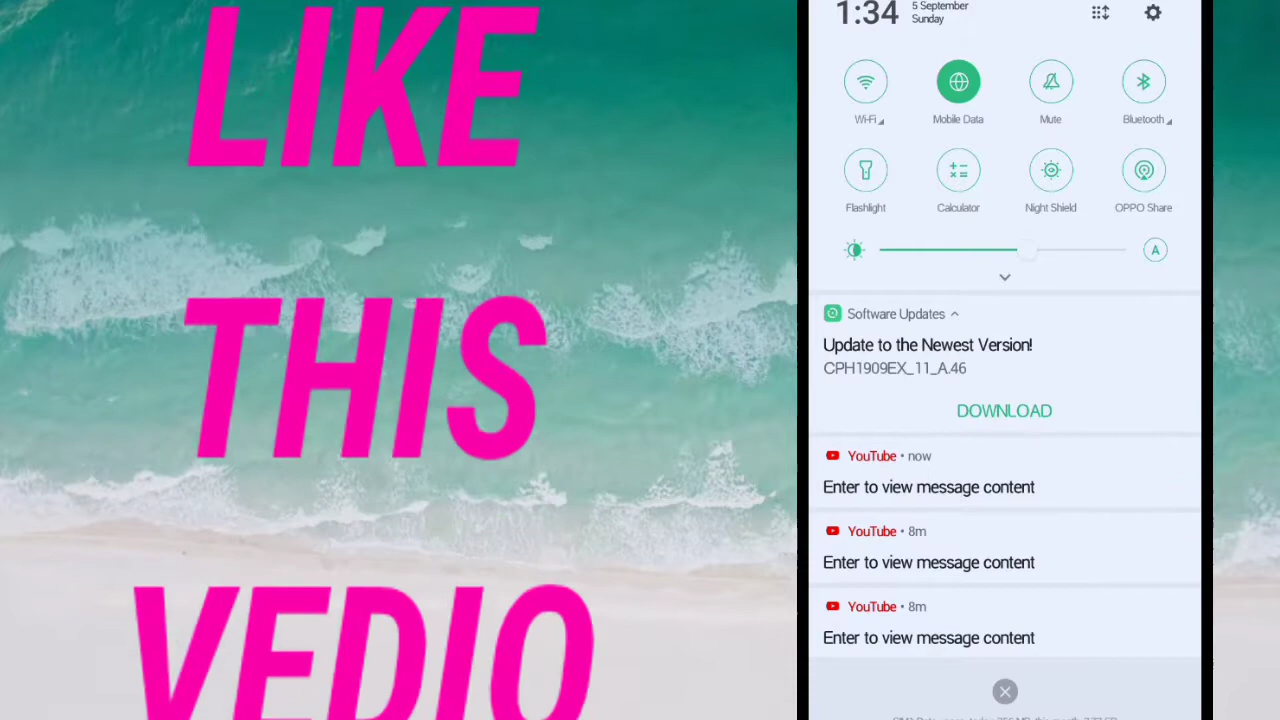 LIKE
THIS
VEDIO
1:34
5 September
Sunday
Wi-Fi
Mobile Data
Mute
Bluetooth
Flashlight
Calculator
Night Shield
OPPO Share
A
Software Updates
Update to the Newest Version!
CPH1909EX_11_A.46
DOWNLOAD
YouTube • now
Enter to view message content
YouTube • 8m
Enter to view message content
YouTube • 8m
Enter to view message content